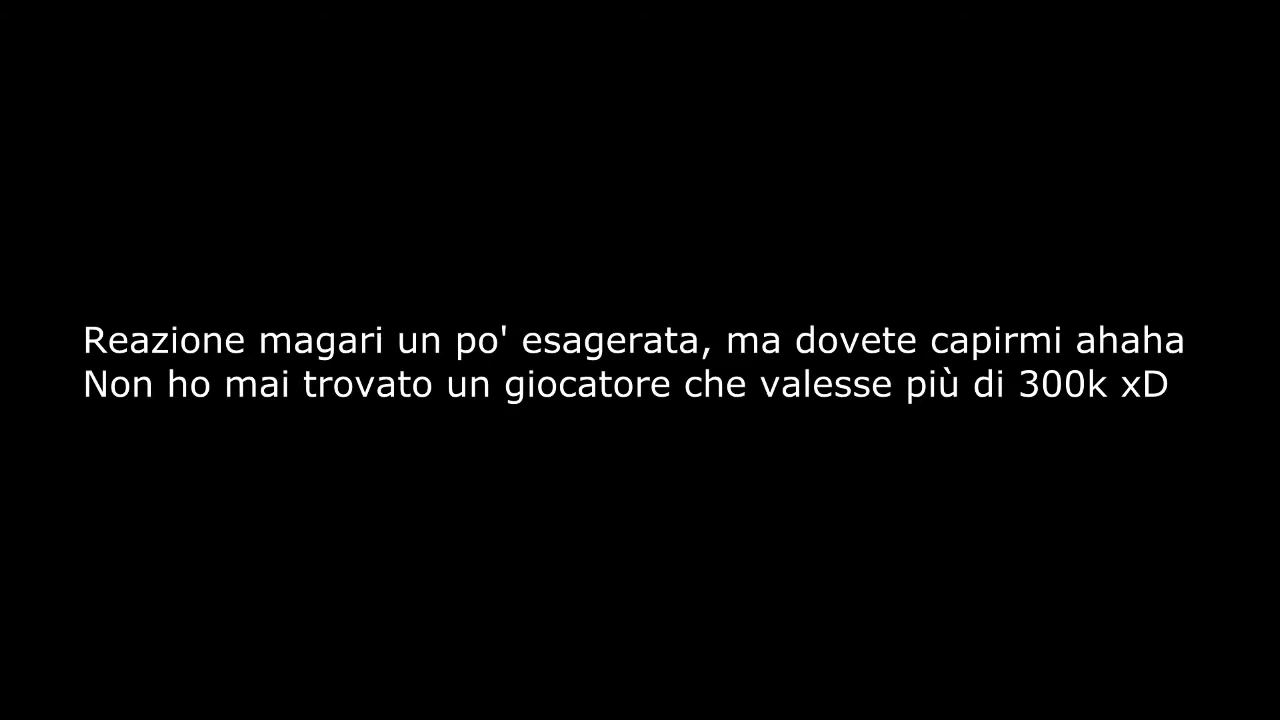 Reazione magari un po' esagerata, ma dovete capirmi ahaha
Non ho mai trovato un giocatore che valesse più di 300k xD